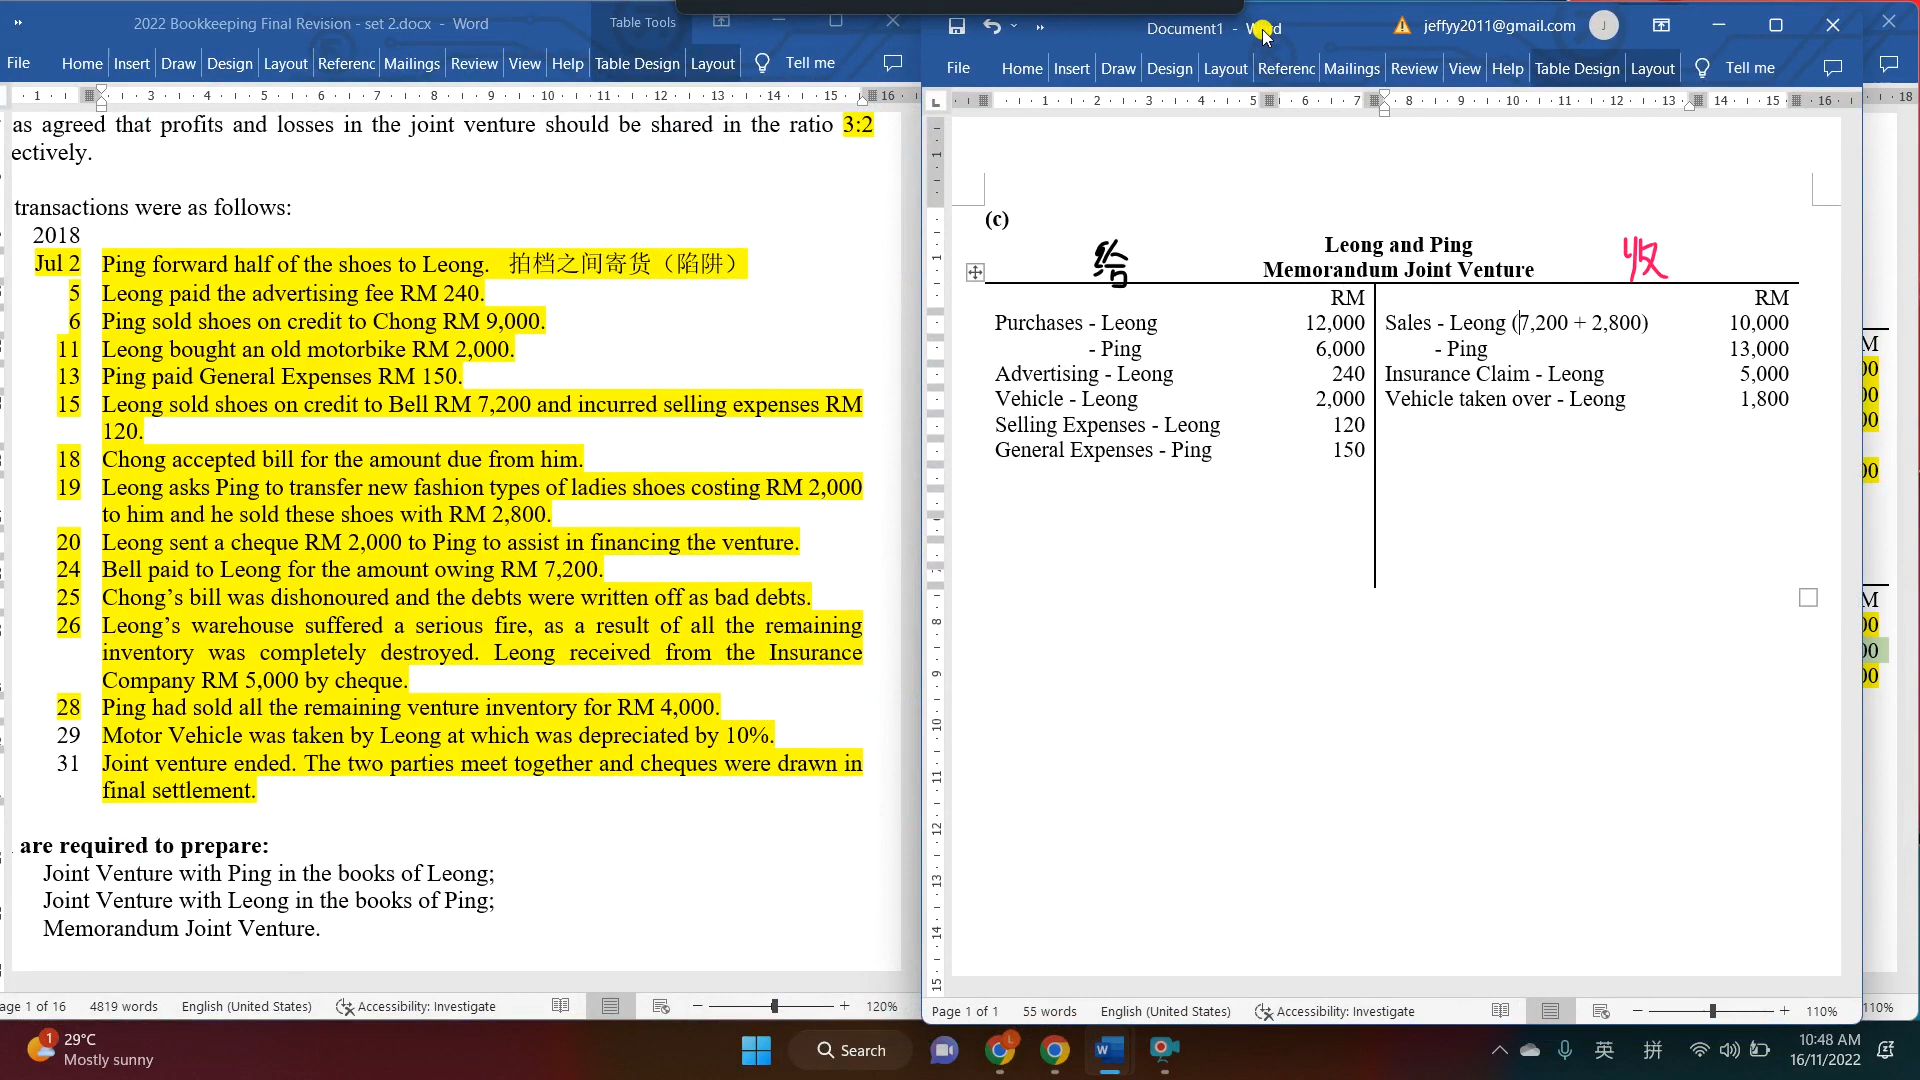 2022 Bookkeeping Final Revision - set 2.docx - Word
Table Tools
File Home Insert Draw Design Layout Referenc Mailings Review View Help Table Design Layout Tell me
as agreed that profits and losses in the joint venture should be shared in the ratio 3:2
ectively.
transactions were as follows:
2018
Jul 2 Ping forward half of the shoes to Leong. 拍档之间寄货（陷阱）
5 Leong paid the advertising fee RM 240.
6 Ping sold shoes on credit to Chong RM 9,000.
11 Leong bought an old motorbike RM 2,000.
13 Ping paid General Expenses RM 150.
15 Leong sold shoes on credit to Bell RM 7,200 and incurred selling expenses RM
120.
18 Chong accepted bill for the amount due from him.
19 Leong asks Ping to transfer new fashion types of ladies shoes costing RM 2,000
to him and he sold these shoes with RM 2,800.
20 Leong sent a cheque RM 2,000 to Ping to assist in financing the venture.
24 Bell paid to Leong for the amount owing RM 7,200.
25 Chong's bill was dishonoured and the debts were written off as bad debts.
26 Leong's warehouse suffered a serious fire, as a result of all the remaining
inventory was completely destroyed. Leong received from the Insurance
Company RM 5,000 by cheque.
28 Ping had sold all the remaining venture inventory for RM 4,000.
29 Motor Vehicle was taken by Leong at which was depreciated by 10%.
31 Joint venture ended. The two parties meet together and cheques were drawn in
final settlement.
are required to prepare:
Joint Venture with Ping in the books of Leong;
Joint Venture with Leong in the books of Ping;
Memorandum Joint Venture.
age 1 of 16 4819 words English (United States) Accessibility: Investigate 120%
Document1 - Word
jeffyy2011@gmail.com J
File Home Insert Draw Design Layout Referenc Mailings Review View Help Table Design Layout Tell me
(c)
Leong and Ping
给 Memorandum Joint Venture 收
RM RM
Purchases - Leong 12,000 Sales - Leong (7,200 + 2,800) 10,000
- Ping 6,000 - Ping 13,000
Advertising - Leong 240 Insurance Claim - Leong 5,000
Vehicle - Leong 2,000 Vehicle taken over - Leong 1,800
Selling Expenses - Leong 120
General Expenses - Ping 150
Page 1 of 1 55 words English (United States) Accessibility: Investigate 110%
110%
1 29°C
Mostly sunny
Search
英 拼
10:48 AM
16/11/2022